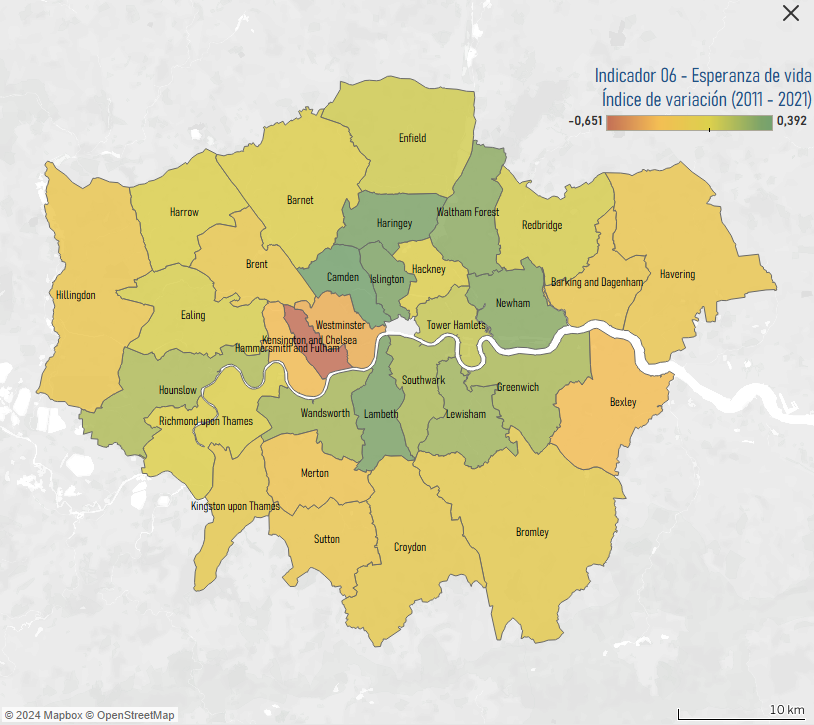 Indicador 06 - Esperanza de vida
Índice de variación (2011 - 2021)
-0,651
0,392
Enfield
Harrow
Barnet
Haringey
Waltham Forest
Redbridge
Brent
Camden
Islington
Hackney
Newham
Barking and Dagenham
Havering
Hillingdon
Ealing
Westminster
Tower Hamlets
Kensington and Chelsea
Hammersmith and Fulham
Hounslow
Southwark
Greenwich
Bexley
Richmond upon Thames
Wandsworth
Lambeth
Lewisham
Merton
Kingston upon Thames
Sutton
Croydon
Bromley
© 2024 Mapbox © OpenStreetMap
10 km